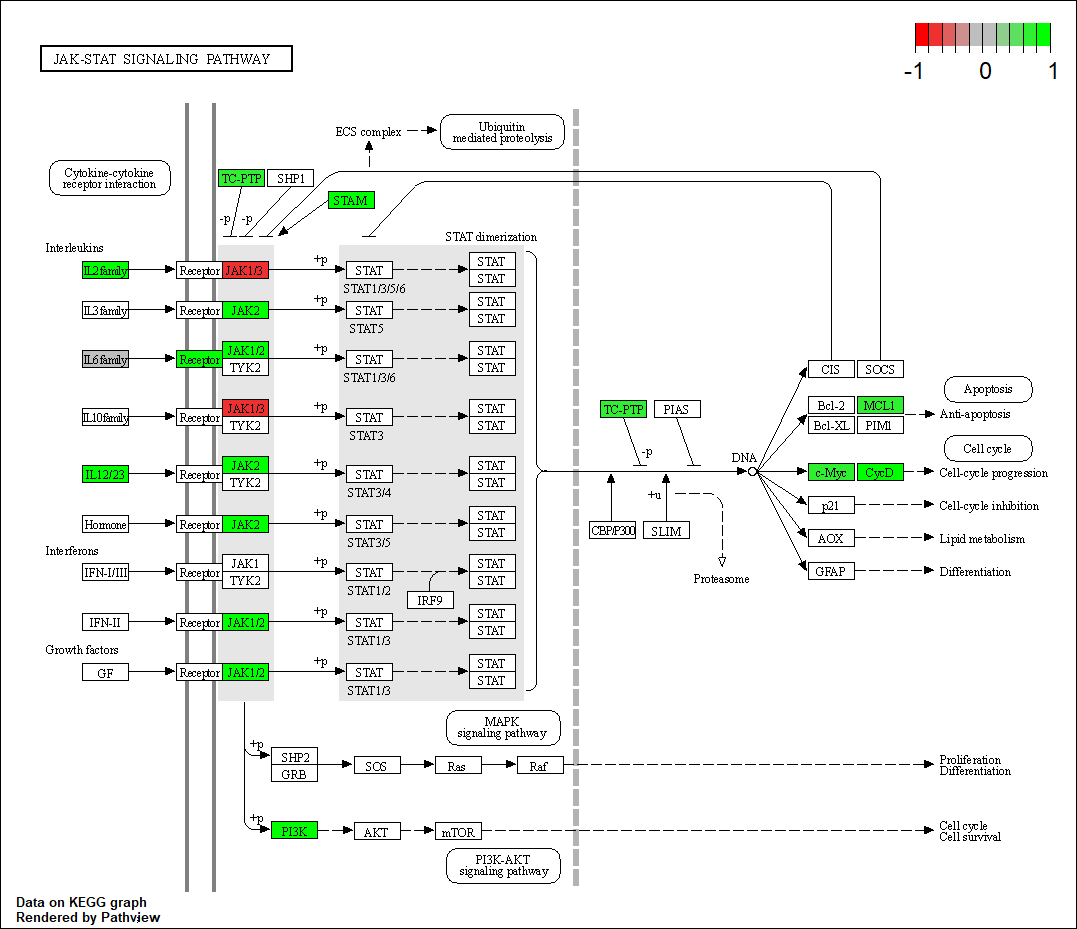 -1 0 1
JAK-STAT SIGNALING PATHWAY
ECS complex
Ubiquitin
mediated proteolysis
Cytokine-cytokine
receptor interaction
TC-PTP SHP1
STAM
-p -p
STAT dimerization
Interleukins
IL2 family Receptor JAK1/3 +p STAT STAT
STAT
STAT1/3/5/6
IL3 family Receptor JAK2 +p STAT STAT
STAT
STAT5
IL6 family Receptor JAK1/2 +p STAT STAT
TYK2 STAT
STAT1/3/6
CIS SOCS
IL10 family Receptor JAK1/3 +p STAT STAT
TYK2 STAT
STAT3
TC-PTP PIAS
-p
Bcl-2 MCL1
Bcl-XL PIM1
Apoptosis
Anti-apoptosis
IL12/23 Receptor JAK2 +p STAT STAT
TYK2 STAT
STAT3/4
DNA
c-Myc CycD
Cell cycle
Cell-cycle progression
+u
p21 Cell-cycle inhibition
Hormone Receptor JAK2 +p STAT STAT
STAT
STAT3/5
CBP/P300 SLIM
AOX Lipid metabolism
Interferons
IFN-I/III Receptor JAK1 +p STAT STAT
TYK2 STAT
STAT1/2
IRF9
Proteasome
GFAP Differentiation
IFN-II Receptor JAK1/2 +p STAT STAT
STAT
STAT1/3
Growth factors
GF Receptor JAK1/2 +p STAT STAT
STAT
STAT1/3
MAPK
signaling pathway
+p
SHP2
GRB
SOS Ras Raf
Proliferation
Differentiation
+p
PI3K AKT mTOR
Cell cycle
Cell survival
PI3K-AKT
signaling pathway
Data on KEGG graph
Rendered by Pathview